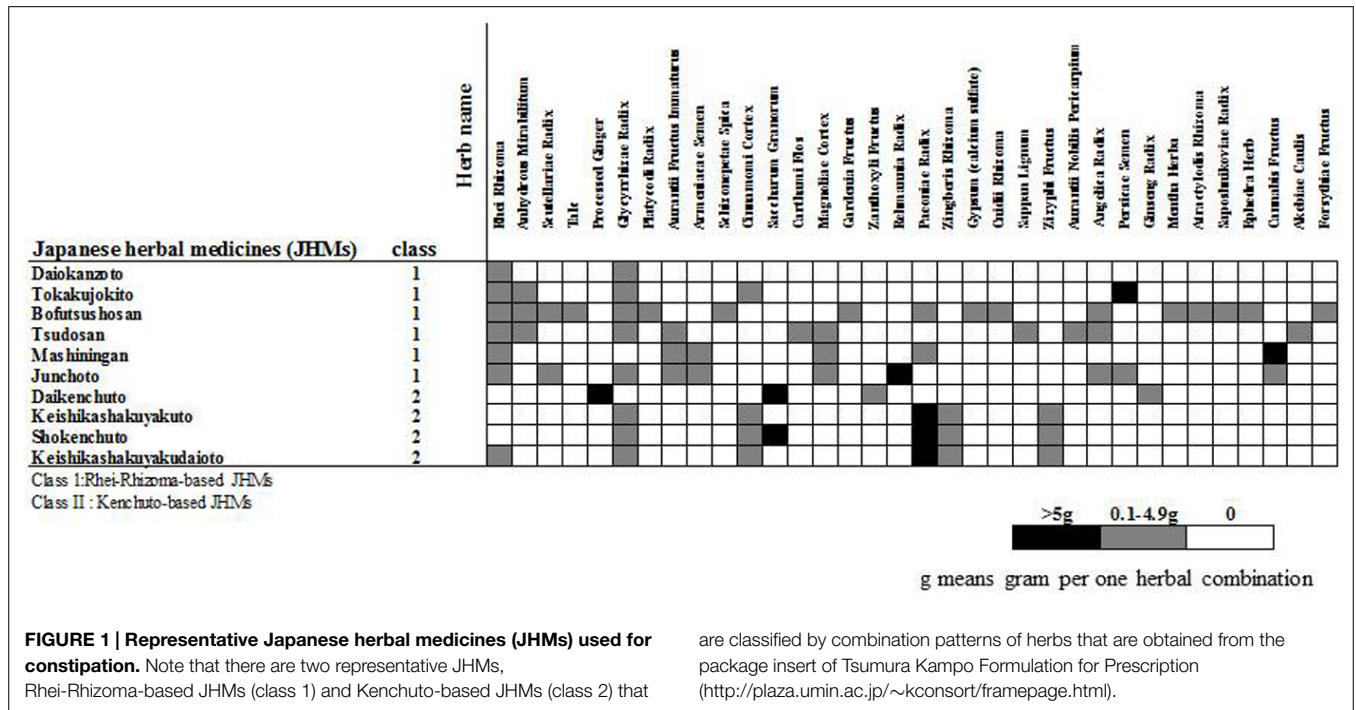 Herb name
Rhei Rhizoma
Anhydrous Mirabilitum
Scutellariae Radix
Talc
Processed Ginger
Glycyrrhizae Radix
Platycodi Radix
Aurantii Fructus Immaturus
Armeniacae Semen
Schizonepetae Spica
Cinnamomi Cortex
Saccharum Granorum
Carthami Flos
Magnoliae Cortex
Gardenia Fructus
Zanthoxyli Fructus
Rehmannia Radix
Paeoniae Radix
Zingberis Rhizoma
Gypsum (calcium sulfate)
Cnidii Rhizoma
Sappan Lignum
Zizyphi Fructus
Aurantii Nobilis Pericarpium
Angelica Radix
Persicae Semen
Ginseng Radix
Mentha Herba
Atractylodis Rhizoma
Saposhnikoviae Radix
Ephedra Herb
Cannabis Fructus
Akebiae Caulis
Forsythiae Fructus
Japanese herbal medicines (JHMs) class
Daiokanzoto 1
Tokakujokito 1
Bofutsushosan 1
Tsudosan 1
Mashiningan 1
Junchoto 1
Daikenchuto 2
Keishikashakuyakuto 2
Shokenchuto 2
Keishikashakuyakudaioto 2
Class 1:Rhei-Rhizoma-based JHMs
Class II : Kenchuto-based JHMs
>5g 0.1-4.9g 0
g means gram per one herbal combination
FIGURE 1 | Representative Japanese herbal medicines (JHMs) used for
constipation. Note that there are two representative JHMs,
Rhei-Rhizoma-based JHMs (class 1) and Kenchuto-based JHMs (class 2) that
are classified by combination patterns of herbs that are obtained from the
package insert of Tsumura Kampo Formulation for Prescription
(http://plaza.umin.ac.jp/∼kconsort/framepage.html).